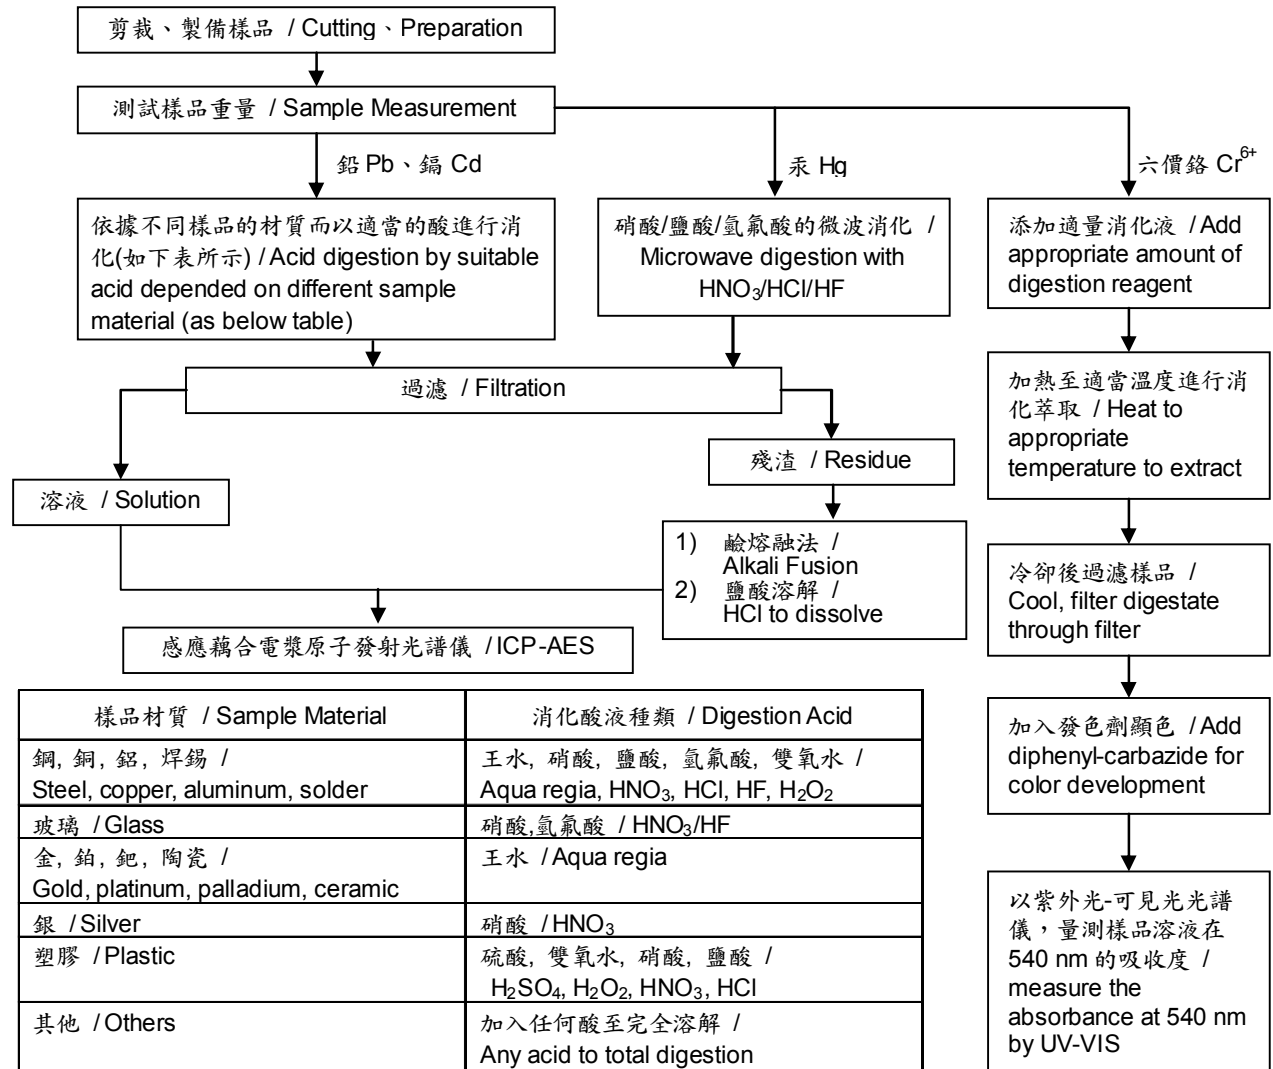 剪裁、製備樣品 / Cutting、Preparation
測試樣品重量 / Sample Measurement
鉛 Pb、鎘 Cd
汞 Hg
六價鉻 Cr6+
依據不同樣品的材質而以適當的酸進行消
化(如下表所示) / Acid digestion by suitable
acid depended on different sample
material (as below table)
硝酸/鹽酸/氫氟酸的微波消化 /
Microwave digestion with
HNO3/HCl/HF
添加適量消化液 / Add
appropriate amount of
digestion reagent
過濾 / Filtration
加熱至適當溫度進行消
化萃取 / Heat to
appropriate
temperature to extract
殘渣 / Residue
溶液 / Solution
1) 鹼熔融法 /
Alkali Fusion
2) 鹽酸溶解 /
HCl to dissolve
冷卻後過濾樣品 /
Cool, filter digestate
through filter
感應藕合電漿原子發射光譜儀 / ICP-AES
加入發色劑顯色 / Add
diphenyl-carbazide for
color development
以紫外光-可見光光譜
儀，量測樣品溶液在
540 nm 的吸收度 /
measure the
absorbance at 540 nm
by UV-VIS
樣品材質 / Sample Material
消化酸液種類 / Digestion Acid
鋼, 銅, 鋁, 焊錫 /
Steel, copper, aluminum, solder
王水, 硝酸, 鹽酸, 氫氟酸, 雙氧水 /
Aqua regia, HNO3, HCl, HF, H2O2
玻璃 / Glass
硝酸,氫氟酸 / HNO3/HF
金, 鉑, 鈀, 陶瓷 /
Gold, platinum, palladium, ceramic
王水 / Aqua regia
銀 / Silver
硝酸 / HNO3
塑膠 / Plastic
硫酸, 雙氧水, 硝酸, 鹽酸 /
H2SO4, H2O2, HNO3, HCl
其他 / Others
加入任何酸至完全溶解 /
Any acid to total digestion